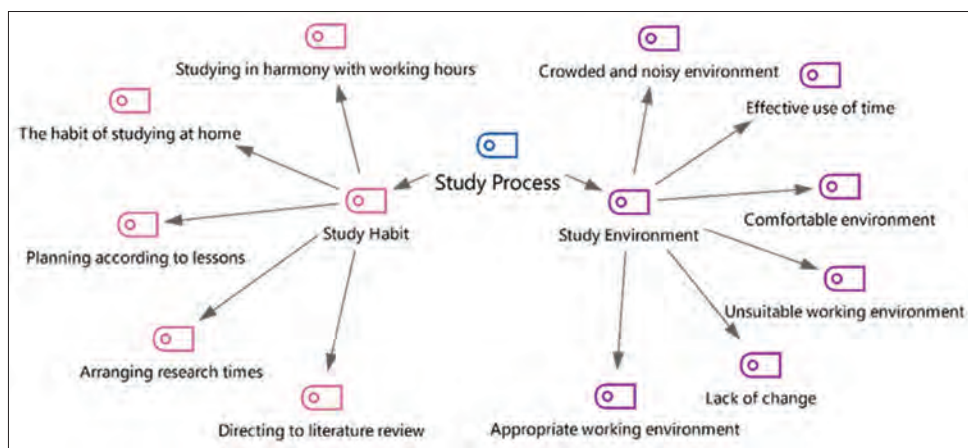 Studying in harmony with working hours
Crowded and noisy environment
Effective use of time
The habit of studying at home
Study Process
Comfortable environment
Study Habit
Study Environment
Planning according to lessons
Unsuitable working environment
Arranging research times
Lack of change
Directing to literature review
Appropriate working environment